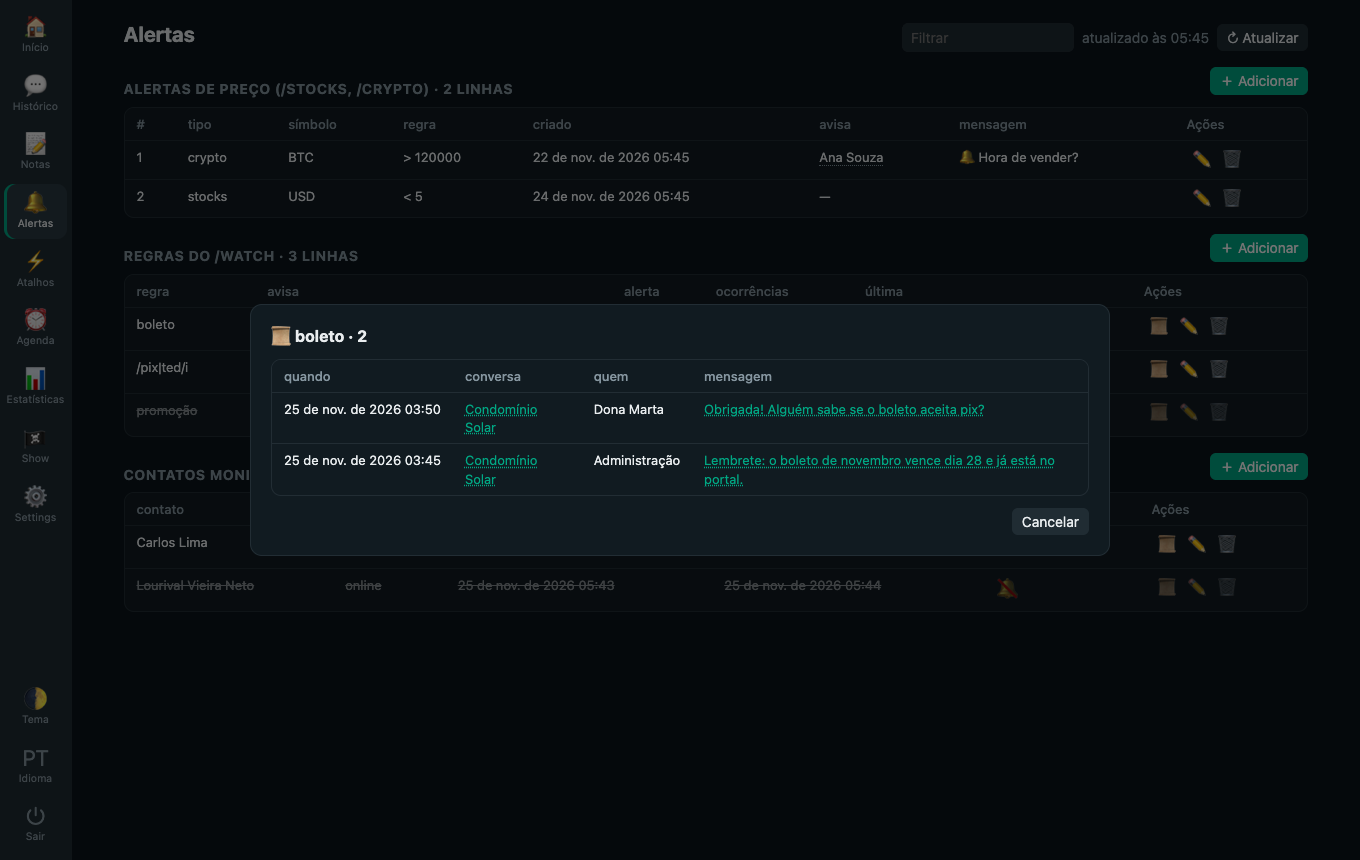 Início
Histórico
Notas
Alertas
Atalhos
Agenda
Estatísticas
Show
Settings
Tema
PT
Idioma
Sair
Alertas
Filtrar
atualizado às 05:45
↻ Atualizar
ALERTAS DE PREÇO (/STOCKS, /CRYPTO) · 2 LINHAS
+ Adicionar
# tipo símbolo regra criado avisa mensagem Ações
1 crypto BTC > 120000 22 de nov. de 2026 05:45 Ana Souza 🔔 Hora de vender?
2 stocks USD < 5 24 de nov. de 2026 05:45 —
REGRAS DO /WATCH · 3 LINHAS
+ Adicionar
regra avisa alerta ocorrências última Ações
boleto
/pix|ted/i
promoção
boleto · 2
quando conversa quem mensagem
25 de nov. de 2026 03:50 Condomínio Solar Dona Marta Obrigada! Alguém sabe se o boleto aceita pix?
25 de nov. de 2026 03:45 Condomínio Solar Administração Lembrete: o boleto de novembro vence dia 28 e já está no portal.
Cancelar
CONTATOS MONI
+ Adicionar
contato Ações
Carlos Lima
Lourival Vieira Neto online 25 de nov. de 2026 05:43 25 de nov. de 2026 05:44